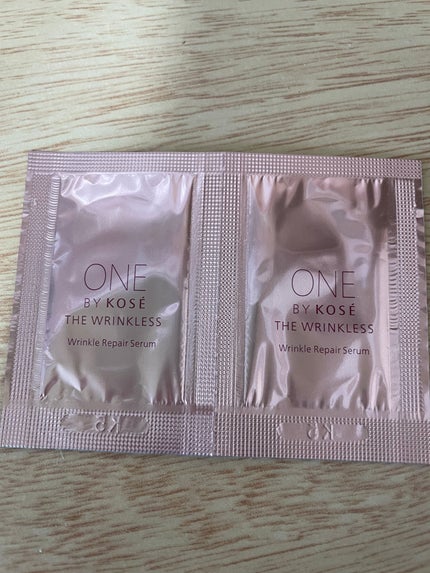 ONE
BY KOSÉ
THE WRINKLESS
Wrinkle Repair Serum
ONE
BY KOSÉ
THE WRINKLESS
Wrinkle Repair Serum